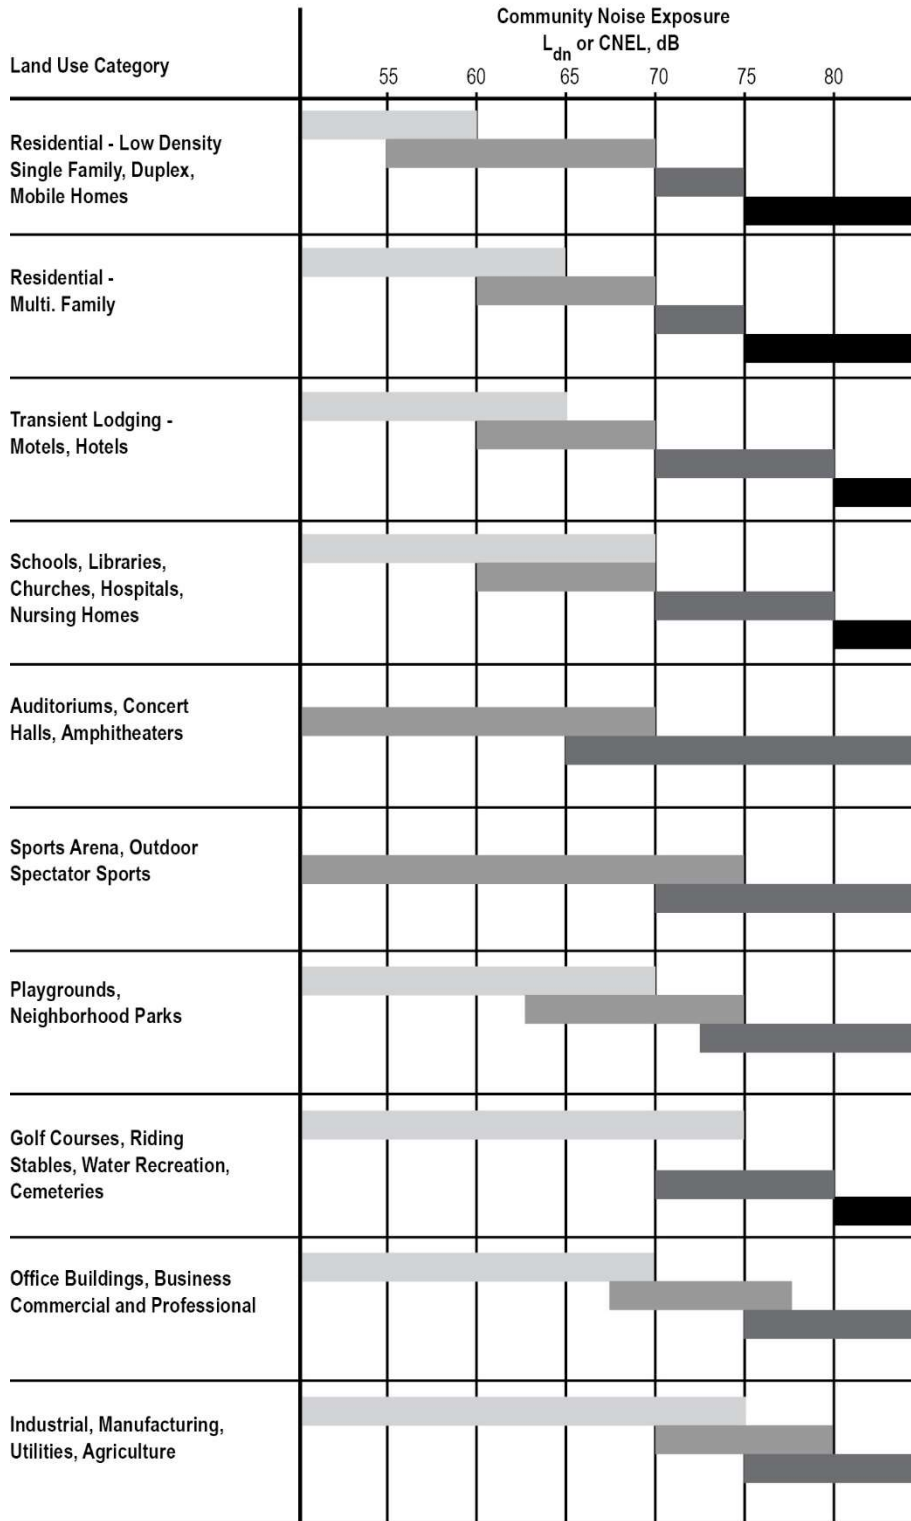 Community Noise Exposure
L_dn or CNEL, dB
Land Use Category
55 60 65 70 75 80
Residential - Low Density
Single Family, Duplex,
Mobile Homes
Residential -
Multi. Family
Transient Lodging -
Motels, Hotels
Schools, Libraries,
Churches, Hospitals,
Nursing Homes
Auditoriums, Concert
Halls, Amphitheaters
Sports Arena, Outdoor
Spectator Sports
Playgrounds,
Neighborhood Parks
Golf Courses, Riding
Stables, Water Recreation,
Cemeteries
Office Buildings, Business
Commercial and Professional
Industrial, Manufacturing,
Utilities, Agriculture